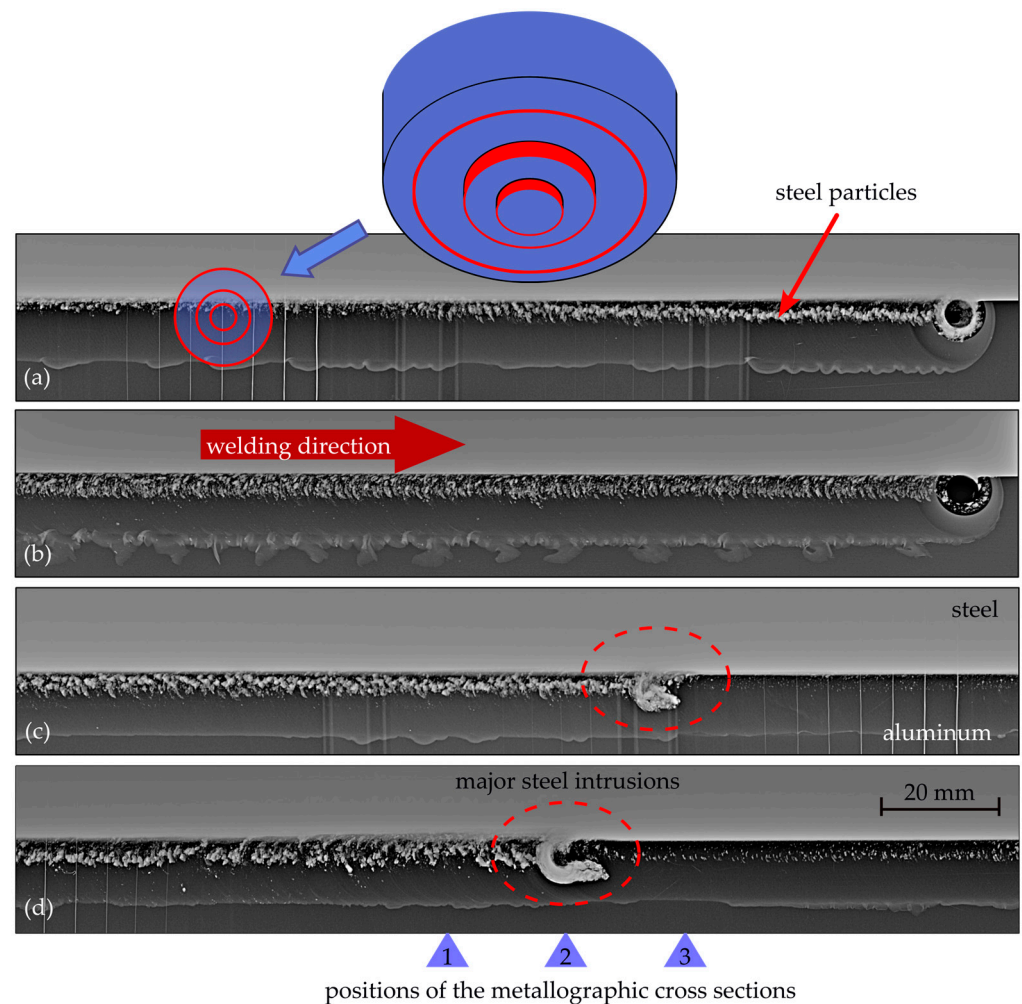 steel particles
(a)
welding direction
(b)
steel
(c)
aluminum
major steel intrusions
20 mm
(d)
1 2 3
positions of the metallographic cross sections